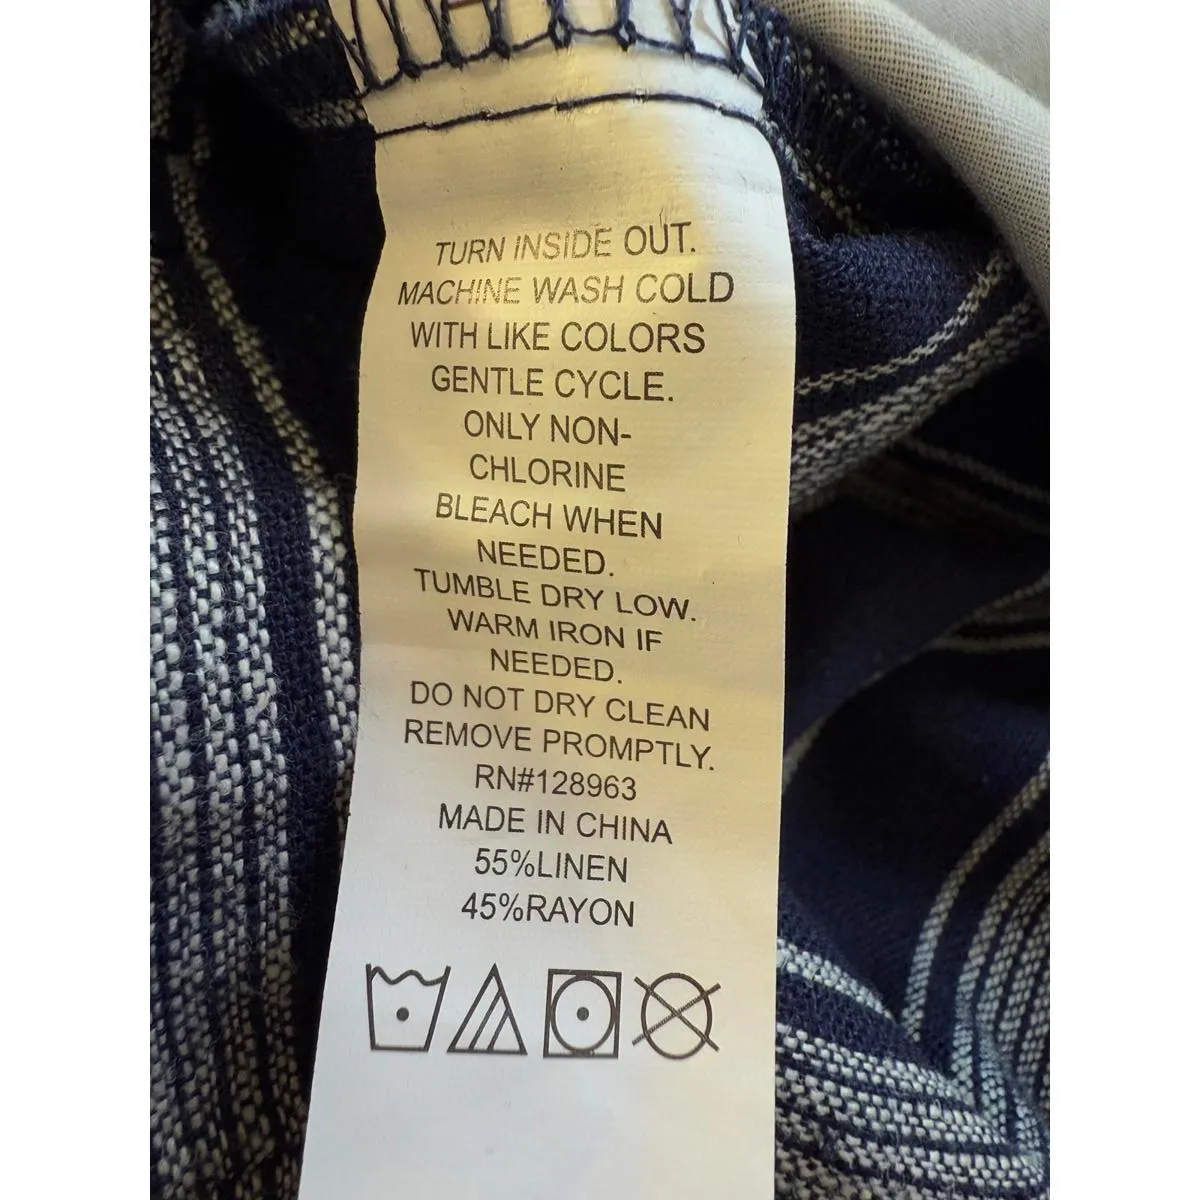 TURN INSIDE OUT.
MACHINE WASH COLD
WITH LIKE COLORS
GENTLE CYCLE.
ONLY NON-
CHLORINE
BLEACH WHEN
NEEDED.
TUMBLE DRY LOW.
WARM IRON IF
NEEDED.
DO NOT DRY CLEAN
REMOVE PROMPTLY.
RN#128963
MADE IN CHINA
55%LINEN
45%RAYON